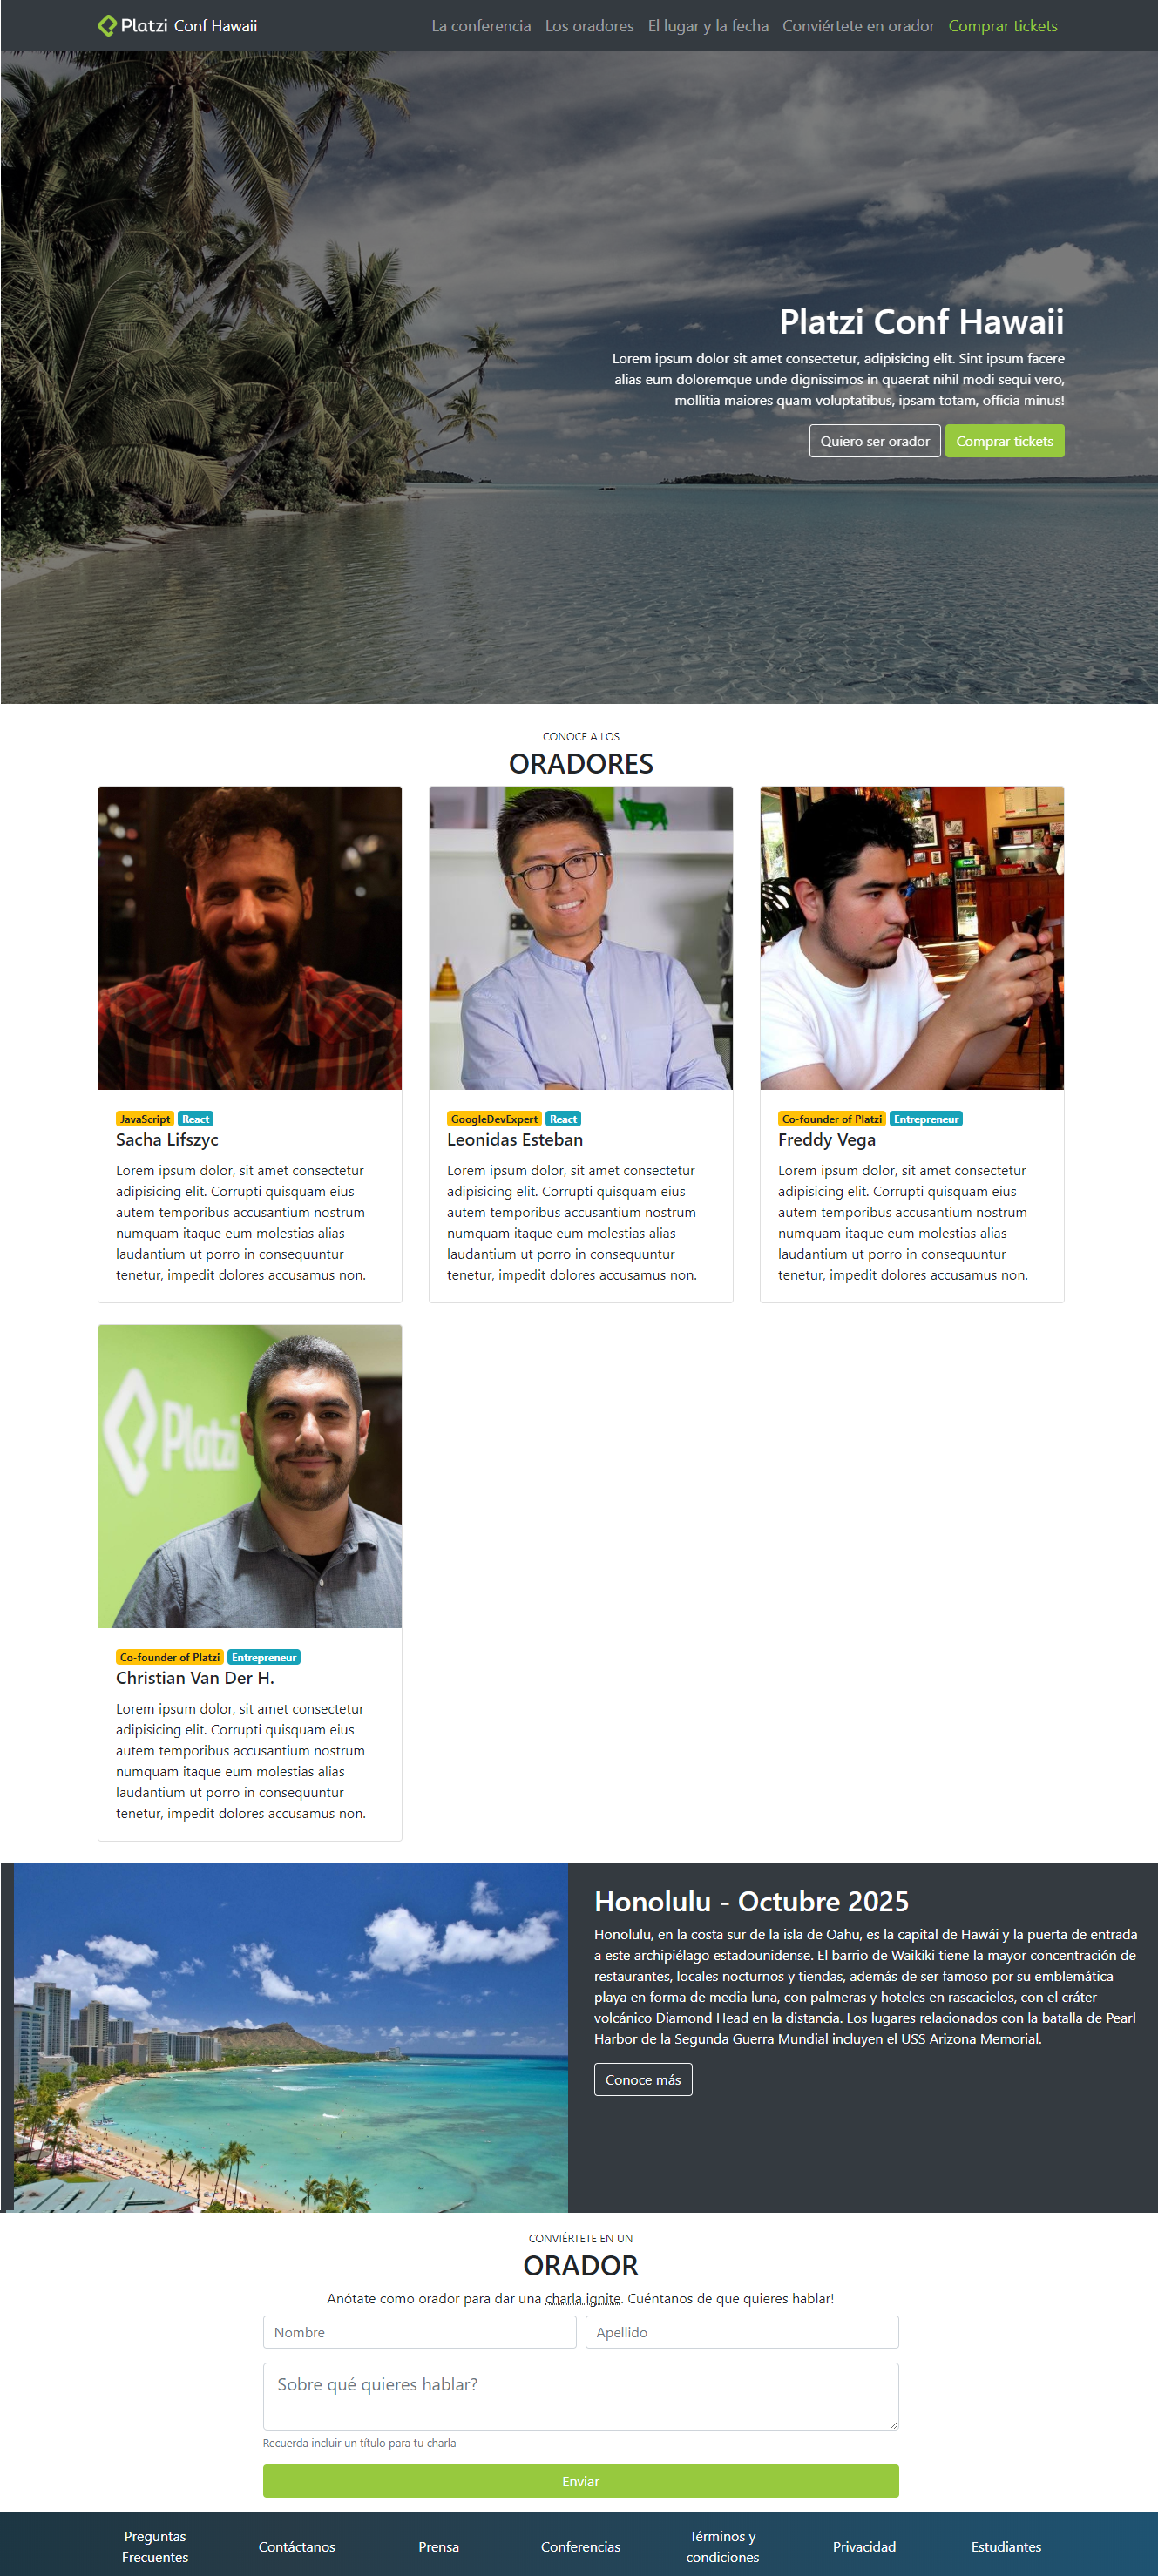 Platzi Conf Hawaii
La conferencia Los oradores El lugar y la fecha Conviértete en orador Comprar tickets
Platzi Conf Hawaii
Lorem ipsum dolor sit amet consectetur, adipisicing elit. Sint ipsum facere
alias eum doloremque unde dignissimos in quaerat nihil modi sequi vero,
mollitia maiores quam voluptatibus, ipsam totam, officia minus!
Quiero ser orador Comprar tickets
CONOCE A LOS
ORADORES
JavaScript React
Sacha Lifszyc
Lorem ipsum dolor, sit amet consectetur
adipisicing elit. Corrupti quisquam eius
autem temporibus accusantium nostrum
numquam itaque eum molestias alias
laudantium ut porro in consequuntur
tenetur, impedit dolores accusamus non.
GoogleDevExpert React
Leonidas Esteban
Lorem ipsum dolor, sit amet consectetur
adipisicing elit. Corrupti quisquam eius
autem temporibus accusantium nostrum
numquam itaque eum molestias alias
laudantium ut porro in consequuntur
tenetur, impedit dolores accusamus non.
Co-founder of Platzi Entrepreneur
Freddy Vega
Lorem ipsum dolor, sit amet consectetur
adipisicing elit. Corrupti quisquam eius
autem temporibus accusantium nostrum
numquam itaque eum molestias alias
laudantium ut porro in consequuntur
tenetur, impedit dolores accusamus non.
Platzi
Co-founder of Platzi Entrepreneur
Christian Van Der H.
Lorem ipsum dolor, sit amet consectetur
adipisicing elit. Corrupti quisquam eius
autem temporibus accusantium nostrum
numquam itaque eum molestias alias
laudantium ut porro in consequuntur
tenetur, impedit dolores accusamus non.
Honolulu - Octubre 2025
Honolulu, en la costa sur de la isla de Oahu, es la capital de Hawái y la puerta de entrada
a este archipiélago estadounidense. El barrio de Waikiki tiene la mayor concentración de
restaurantes, locales nocturnos y tiendas, además de ser famoso por su emblemática
playa en forma de media luna, con palmeras y hoteles en rascacielos, con el cráter
volcánico Diamond Head en la distancia. Los lugares relacionados con la batalla de Pearl
Harbor de la Segunda Guerra Mundial incluyen el USS Arizona Memorial.
Conoce más
CONVIÉRTETE EN UN
ORADOR
Anótate como orador para dar una charla ignite. Cuéntanos de que quieres hablar!
Nombre Apellido
Sobre qué quieres hablar?
Recuerda incluir un título para tu charla
Enviar
Preguntas
Frecuentes
Contáctanos
Prensa
Conferencias
Términos y
condiciones
Privacidad
Estudiantes